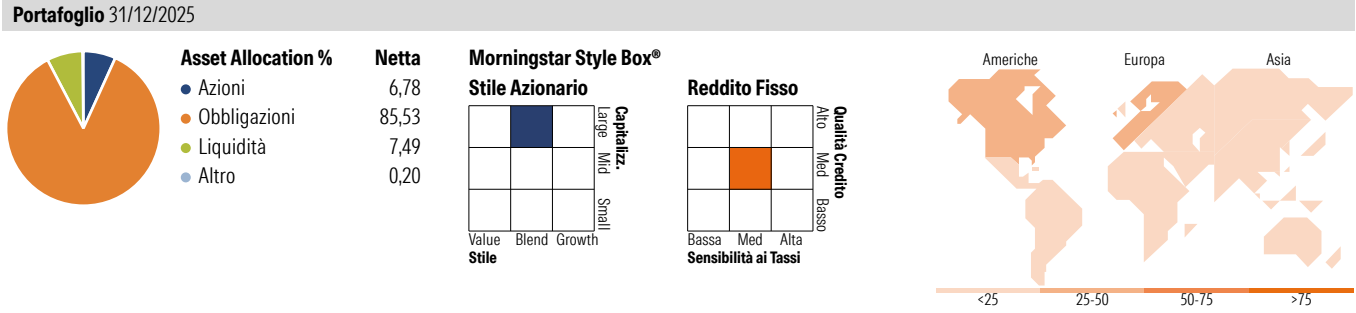 Portafoglio 31/12/2025
Asset Allocation % Netta
Azioni 6,78
Obbligazioni 85,53
Liquidità 7,49
Altro 0,20
Morningstar Style Box®
Stile Azionario
Large
Mid
Small
Capitalizz.
Value Blend Growth
Stile
Reddito Fisso
Alto
Med
Basso
Qualità Credito
Bassa Med Alta
Sensibilità ai Tassi
Americhe Europa Asia
<25 25-50 50-75 >75